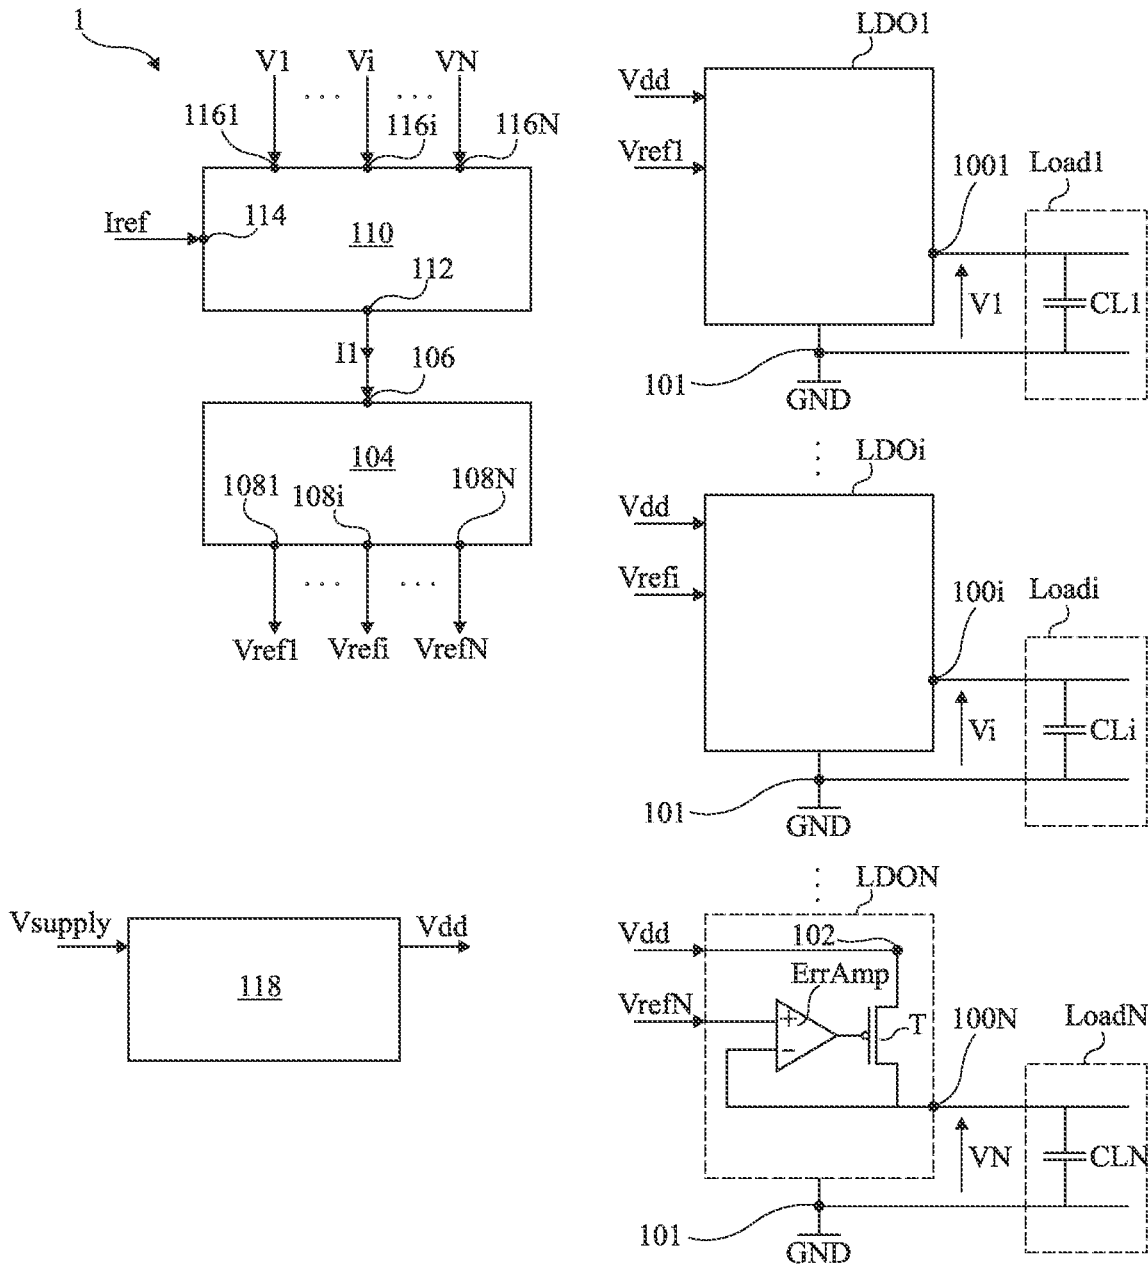 1
V1 Vi VN
1161 116i 116N
Iref 114
110
112
I1 106
104
1081 108i 108N
Vref1 Vrefi VrefN
Vsupply Vdd
118
LDO1
Vdd
Vref1
1001 Load1
V1 CL1
101
GND
LDOi
Vdd
Vrefi
100i Loadi
Vi CLi
101
GND
LDON
Vdd 102
ErrAmp
VrefN + T 100N LoadN
−
VN CLN
101
GND